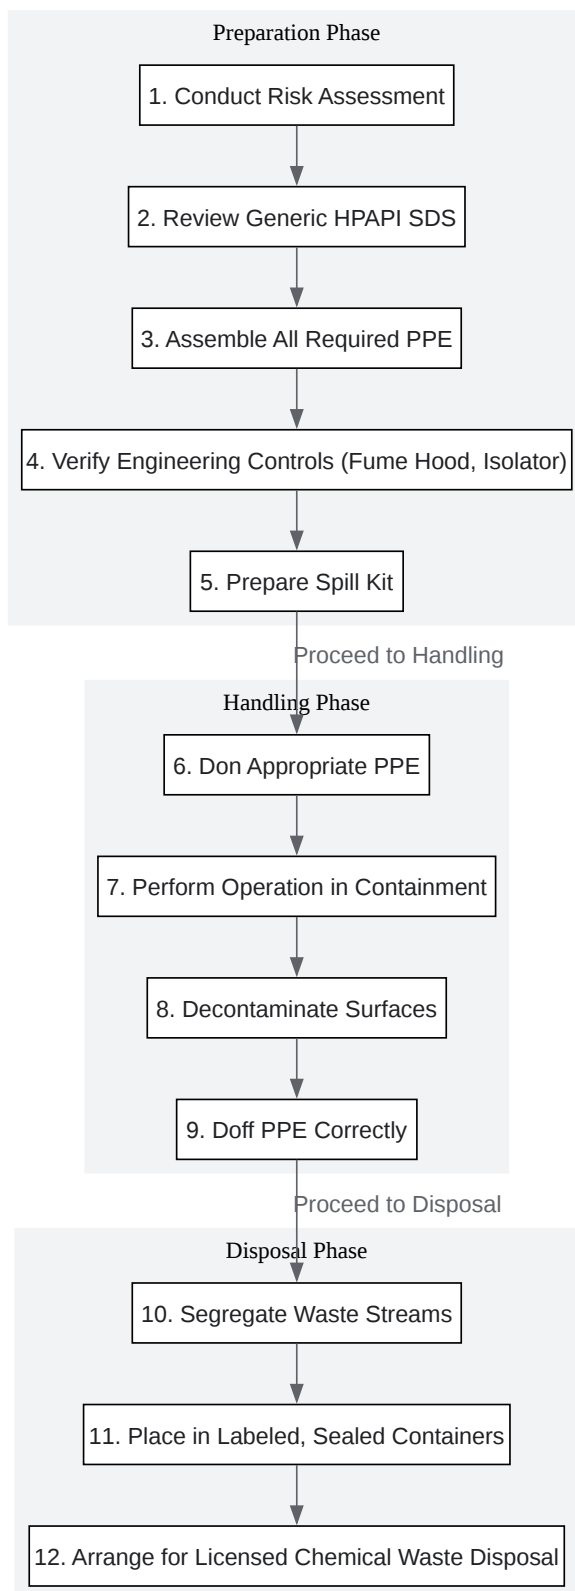 Preparation Phase
1. Conduct Risk Assessment
2. Review Generic HPAPI SDS
3. Assemble All Required PPE
4. Verify Engineering Controls (Fume Hood, Isolator)
5. Prepare Spill Kit
Proceed to Handling
Handling Phase
6. Don Appropriate PPE
7. Perform Operation in Containment
8. Decontaminate Surfaces
9. Doff PPE Correctly
Proceed to Disposal
Disposal Phase
10. Segregate Waste Streams
11. Place in Labeled, Sealed Containers
12. Arrange for Licensed Chemical Waste Disposal